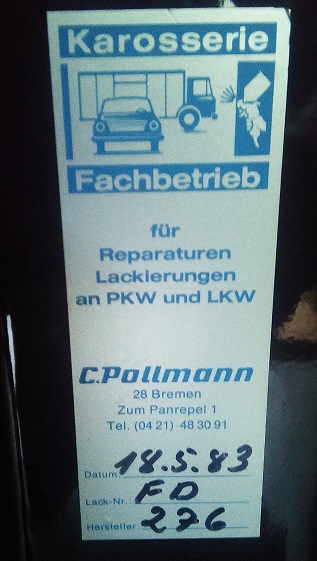 Karosserie
Fachbetrieb
für
Reparaturen
Lackierungen
an PKW und LKW
C.Pollmann
28 Bremen
Zum Panrepel 1
Tel. (04 21) 48 30 91
Datum 18.5.83
Lack-Nr.: FD
Hersteller: 276